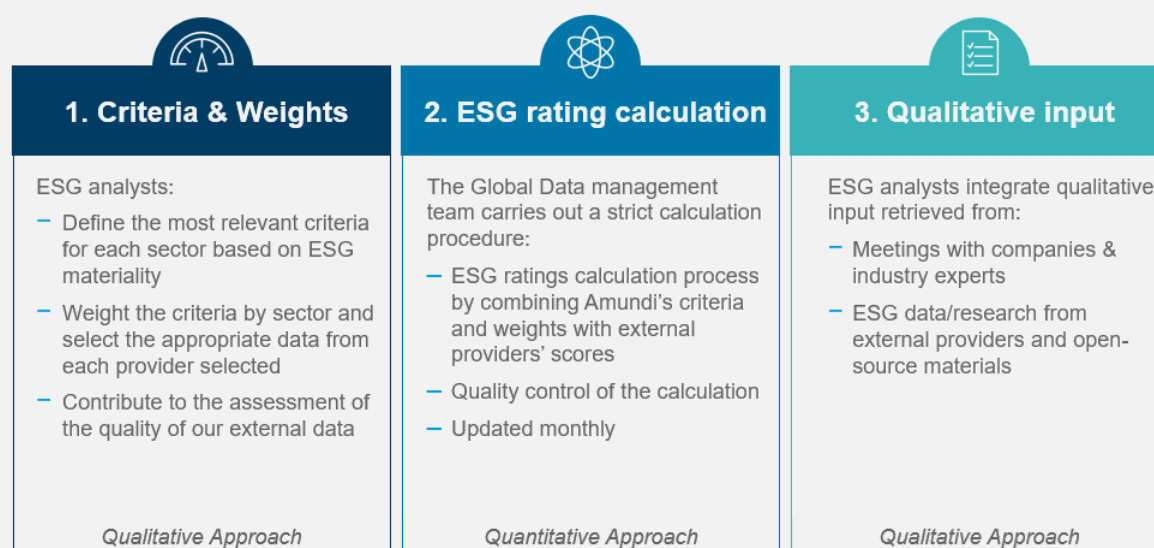 1. Criteria & Weights
ESG analysts:
– Define the most relevant criteria
for each sector based on ESG
materiality
– Weight the criteria by sector and
select the appropriate data from
each provider selected
– Contribute to the assessment of
the quality of our external data
Qualitative Approach
2. ESG rating calculation
The Global Data management
team carries out a strict calculation
procedure:
– ESG ratings calculation process
by combining Amundi’s criteria
and weights with external
providers’ scores
– Quality control of the calculation
– Updated monthly
Quantitative Approach
3. Qualitative input
ESG analysts integrate qualitative
input retrieved from:
– Meetings with companies &
industry experts
– ESG data/research from
external providers and open-
source materials
Qualitative Approach